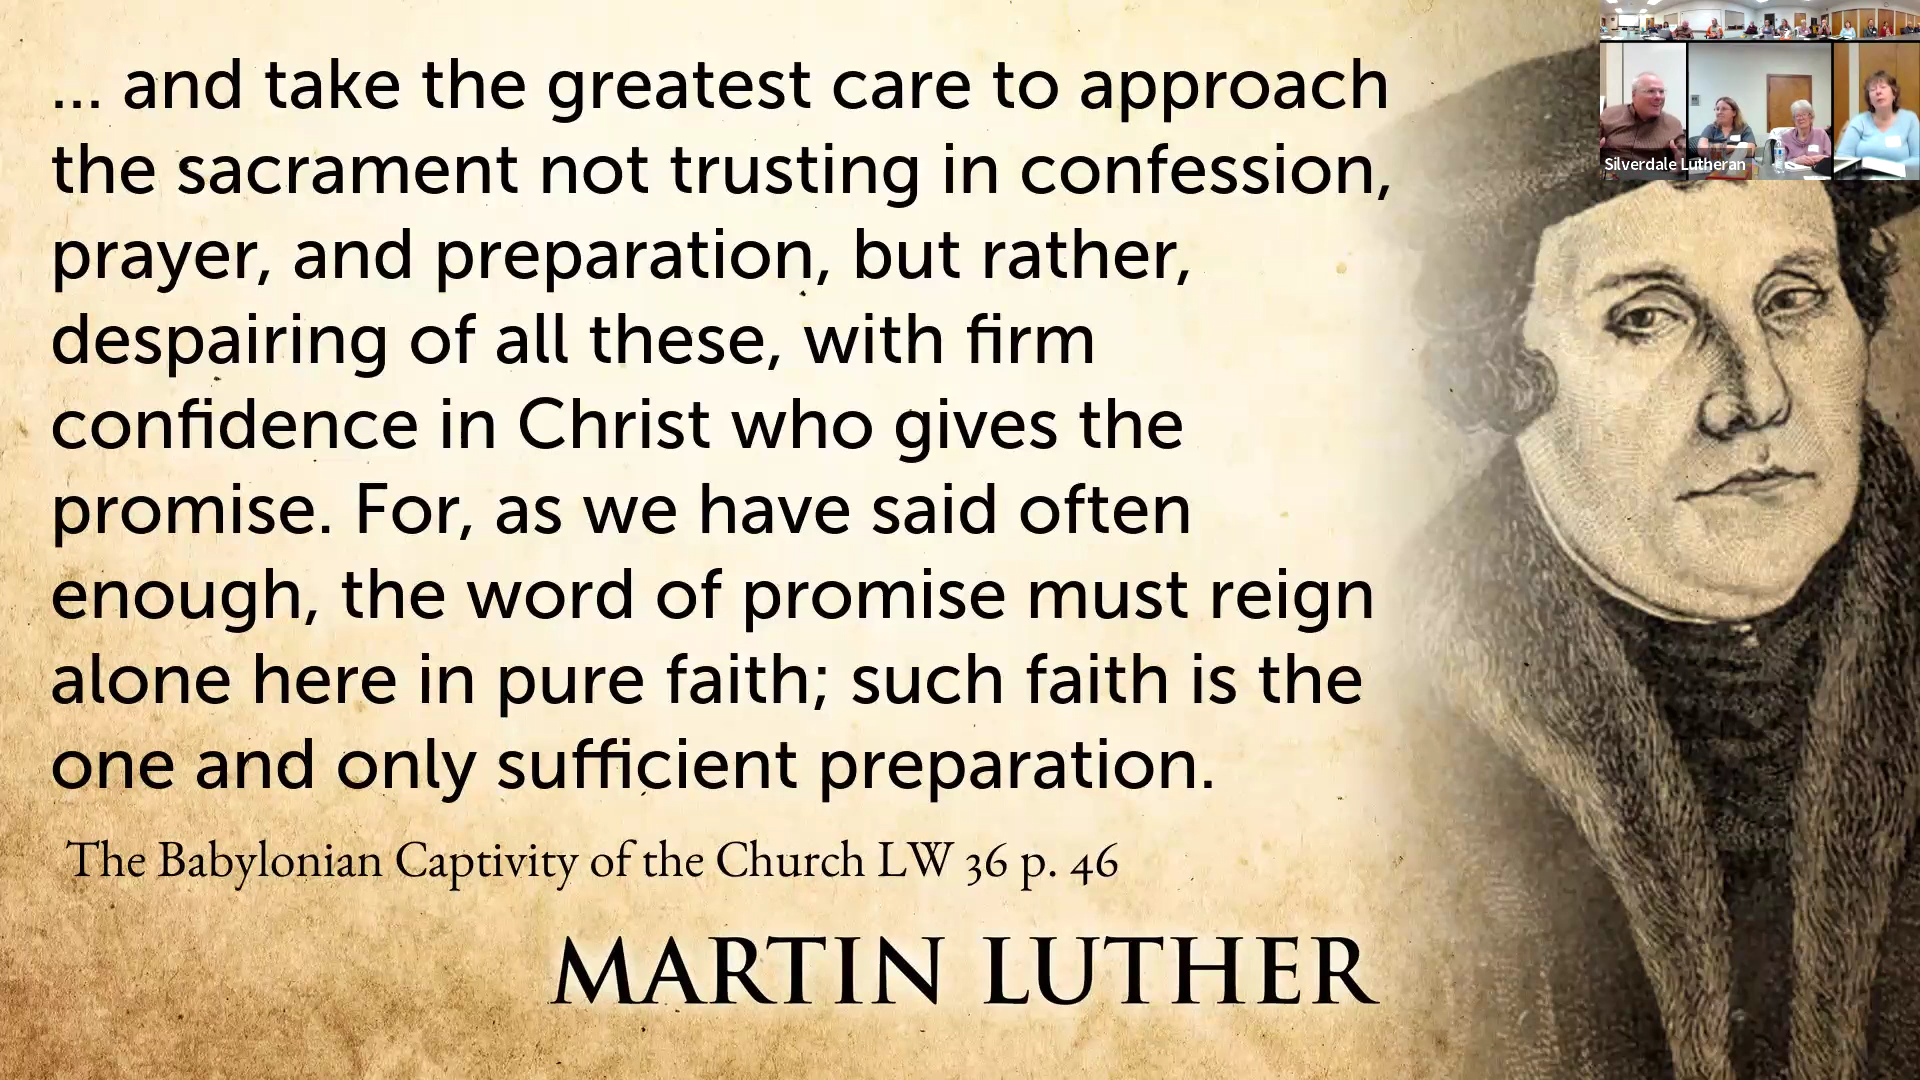 ... and take the greatest care to approach
the sacrament not trusting in confession,
prayer, and preparation, but rather,
despairing of all these, with firm
confidence in Christ who gives the
promise. For, as we have said often
enough, the word of promise must reign
alone here in pure faith; such faith is the
one and only sufficient preparation.
The Babylonian Captivity of the Church LW 36 p. 46
MARTIN LUTHER
Silverdale Lutheran